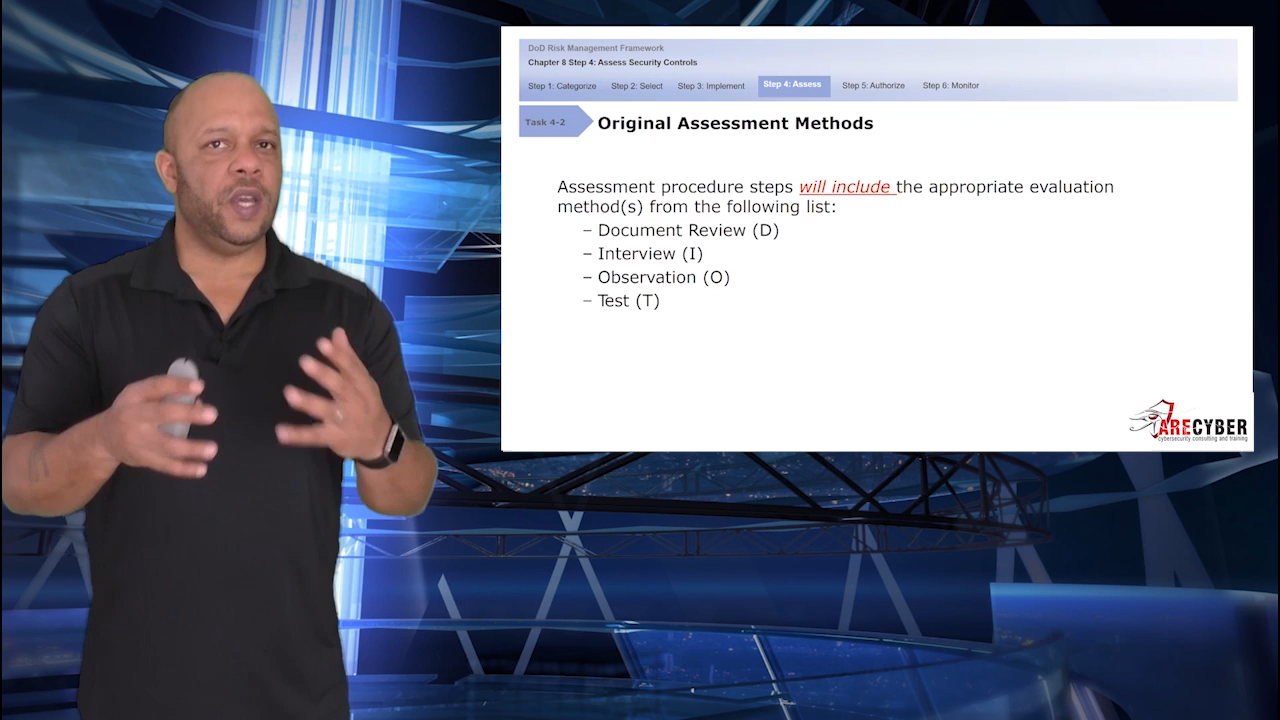 DoD Risk Management Framework
Chapter 8 Step 4: Assess Security Controls
Step 1: Categorize Step 2: Select Step 3: Implement Step 4: Assess Step 5: Authorize Step 6: Monitor
Task 4-2 Original Assessment Methods
Assessment procedure steps will include the appropriate evaluation
method(s) from the following list:
– Document Review (D)
– Interview (I)
– Observation (O)
– Test (T)
ARECYBER
cybersecurity consulting and training